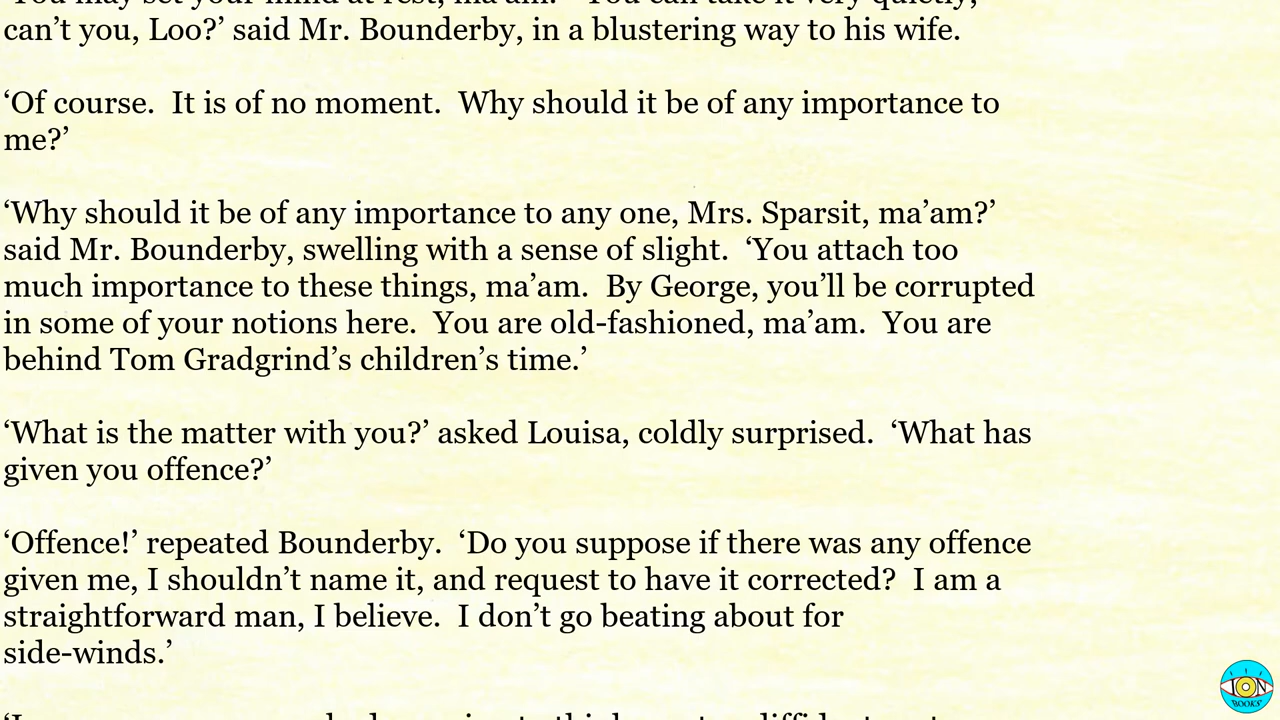 can’t you, Loo?’ said Mr. Bounderby, in a blustering way to his wife.
‘Of course.  It is of no moment.  Why should it be of any importance to
me?’
‘Why should it be of any importance to any one, Mrs. Sparsit, ma’am?’
said Mr. Bounderby, swelling with a sense of slight.  ‘You attach too
much importance to these things, ma’am.  By George, you’ll be corrupted
in some of your notions here.  You are old-fashioned, ma’am.  You are
behind Tom Gradgrind’s children’s time.’
‘What is the matter with you?’ asked Louisa, coldly surprised.  ‘What has
given you offence?’
‘Offence!’ repeated Bounderby.  ‘Do you suppose if there was any offence
given me, I shouldn’t name it, and request to have it corrected?  I am a
straightforward man, I believe.  I don’t go beating about for
side-winds.’
ION
BOOKS